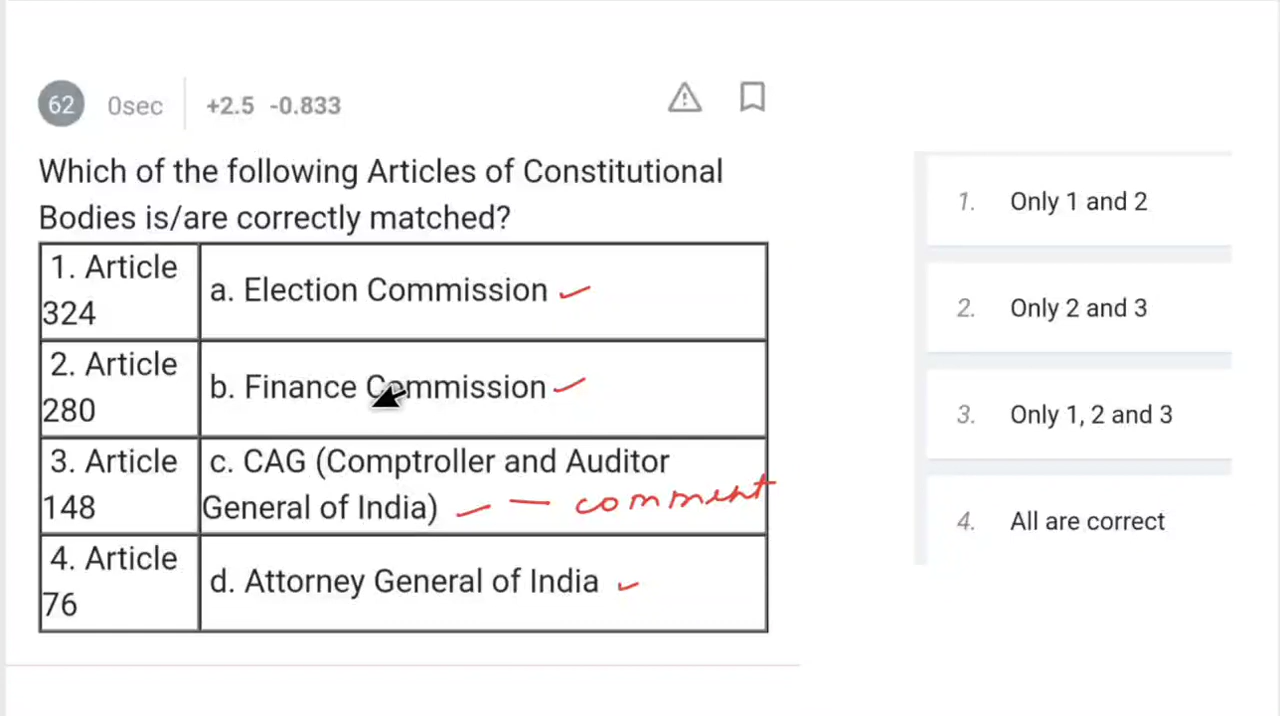 62 0sec +2.5 -0.833
Which of the following Articles of Constitutional
Bodies is/are correctly matched?
1. Article
324
a. Election Commission
2. Article
280
b. Finance Commission
3. Article
148
c. CAG (Comptroller and Auditor
General of India) — comment
4. Article
76
d. Attorney General of India
1. Only 1 and 2
2. Only 2 and 3
3. Only 1, 2 and 3
4. All are correct